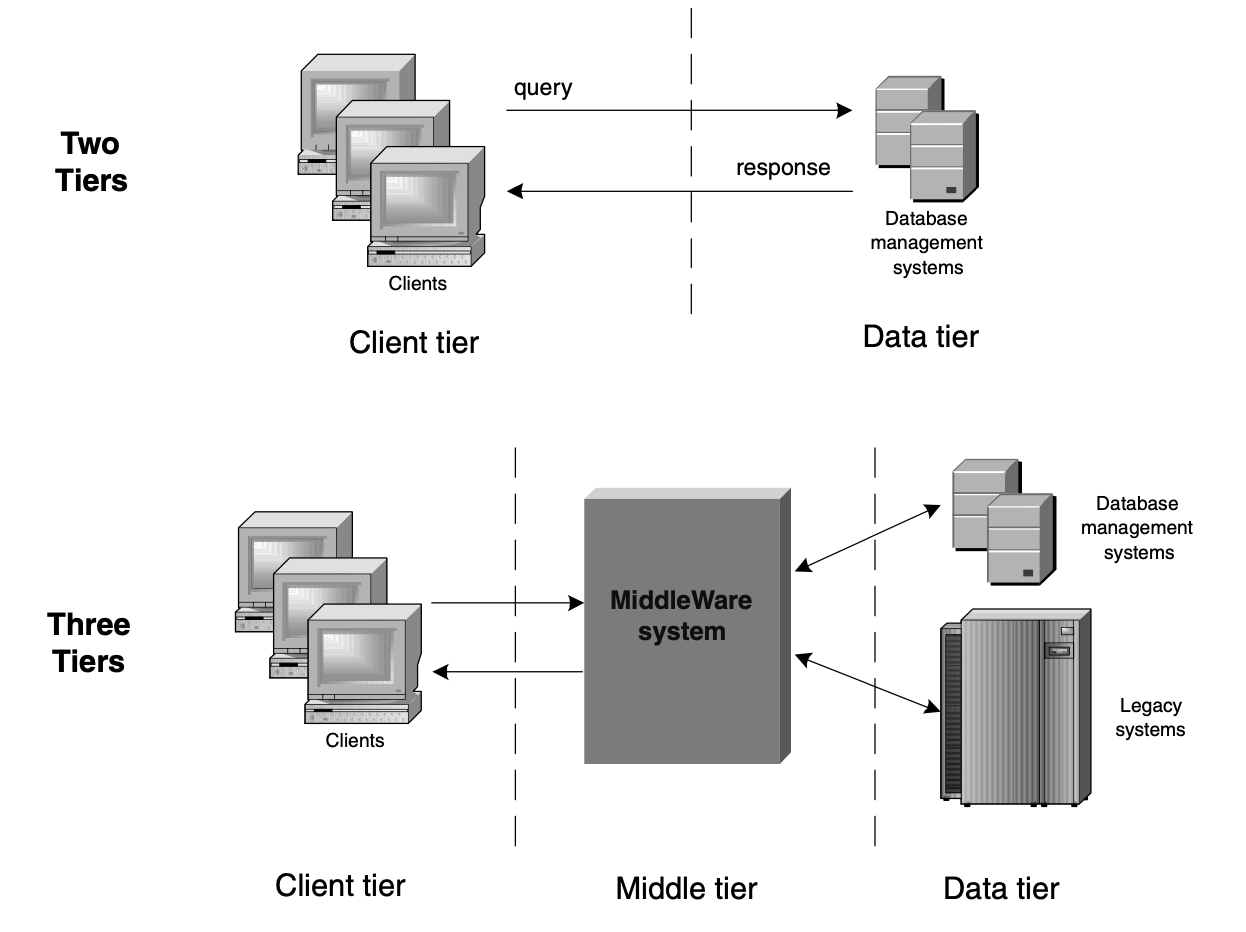 Two
Tiers
query
response
Clients
Database
management
systems
Client tier
Data tier
Three
Tiers
Clients
MiddleWare
system
Database
management
systems
Legacy
systems
Client tier
Middle tier
Data tier